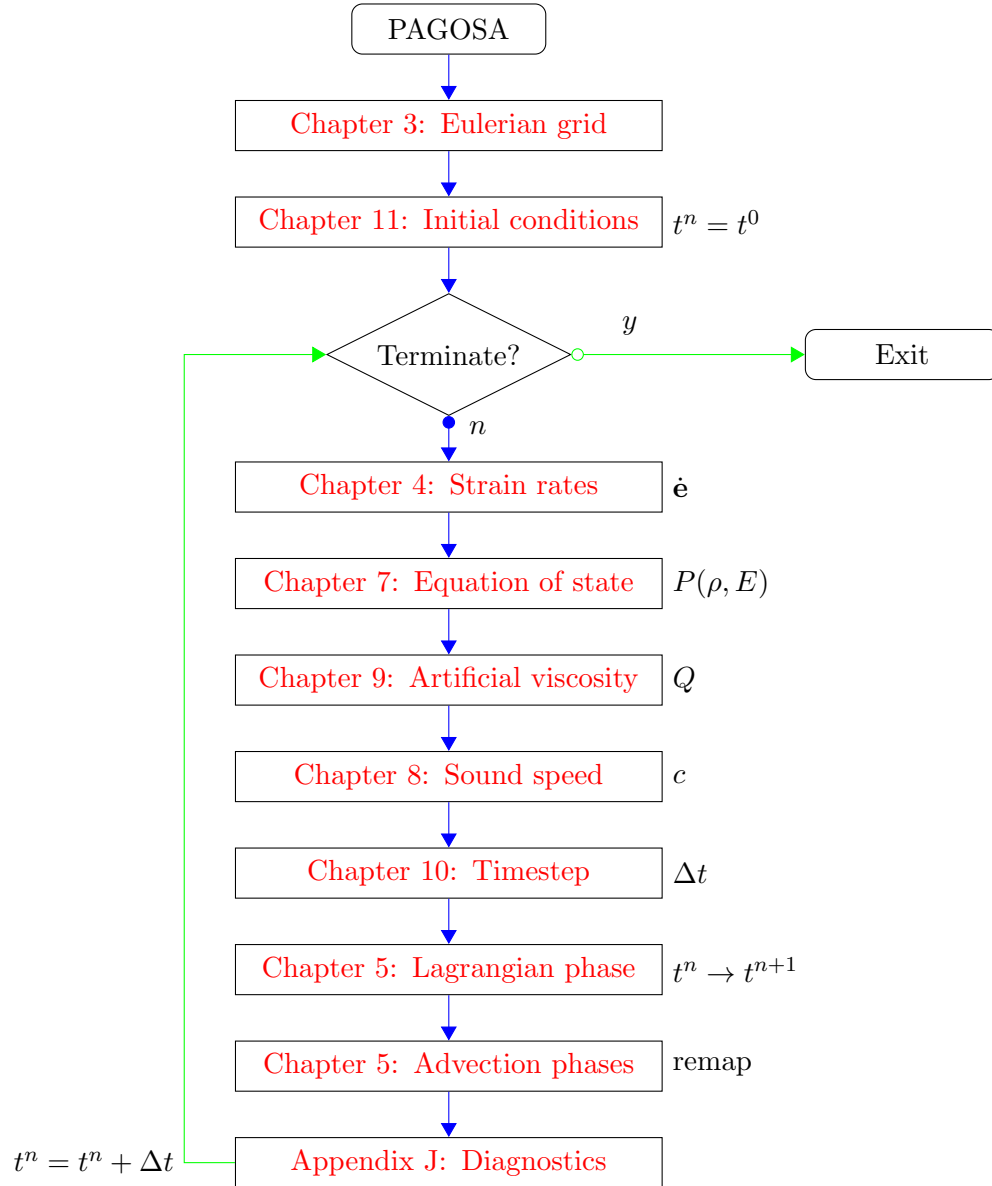 PAGOSA
Chapter 3: Eulerian grid
Chapter 11: Initial conditions tⁿ = t⁰
y
Terminate? Exit
n
Chapter 4: Strain rates ė
Chapter 7: Equation of state P(ρ, E)
Chapter 9: Artificial viscosity Q
Chapter 8: Sound speed c
Chapter 10: Timestep Δt
Chapter 5: Lagrangian phase tⁿ → tⁿ⁺¹
Chapter 5: Advection phases remap
tⁿ = tⁿ + Δt Appendix J: Diagnostics